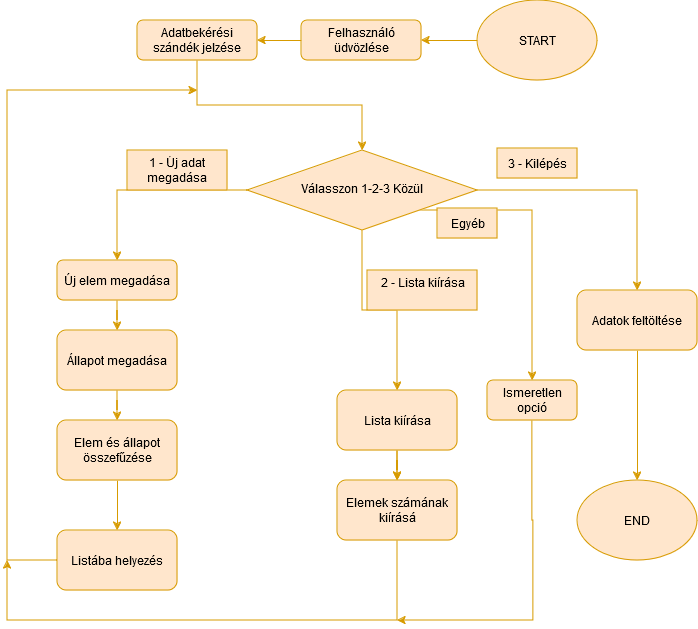 START
Felhasználó
üdvözlése
Adatbekérési
szándék jelzése
Válasszon 1-2-3 Közül
1 - Új adat
megadása
3 - Kilépés
Egyéb
2 - Lista kiírása
Új elem megadása
Állapot megadása
Elem és állapot
összefűzése
Listába helyezés
Lista kiírása
Elemek számának
kiírásá
Ismeretlen
opció
Adatok feltöltése
END